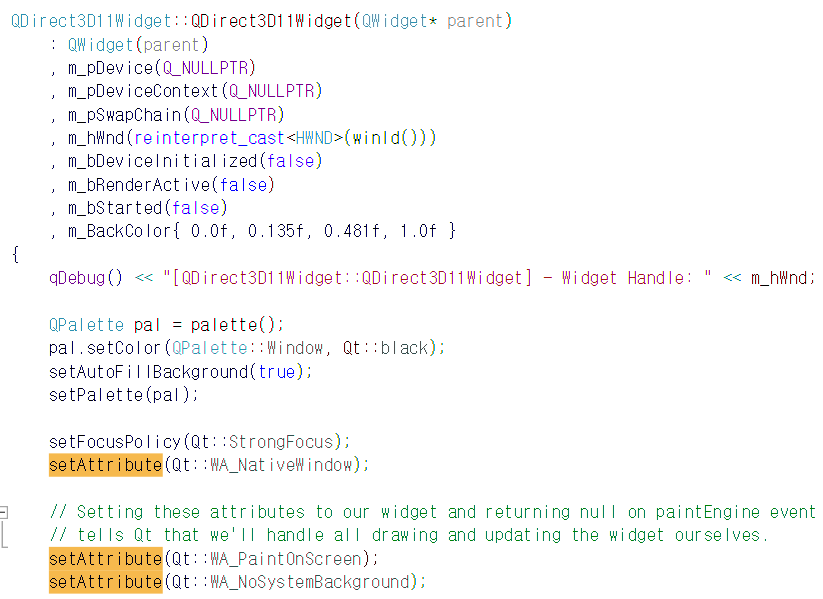 QDirect3D11Widget::QDirect3D11Widget(QWidget* parent)
    : QWidget(parent)
    , m_pDevice(Q_NULLPTR)
    , m_pDeviceContext(Q_NULLPTR)
    , m_pSwapChain(Q_NULLPTR)
    , m_hWnd(reinterpret_cast<HWND>(winId()))
    , m_bDeviceInitialized(false)
    , m_bRenderActive(false)
    , m_bStarted(false)
    , m_BackColor{ 0.0f, 0.135f, 0.481f, 1.0f }
{
    qDebug() << "[QDirect3D11Widget::QDirect3D11Widget] - Widget Handle: " << m_hWnd;

    QPalette pal = palette();
    pal.setColor(QPalette::Window, Qt::black);
    setAutoFillBackground(true);
    setPalette(pal);

    setFocusPolicy(Qt::StrongFocus);
    setAttribute(Qt::WA_NativeWindow);

    // Setting these attributes to our widget and returning null on paintEngine event
    // tells Qt that we'll handle all drawing and updating the widget ourselves.
    setAttribute(Qt::WA_PaintOnScreen);
    setAttribute(Qt::WA_NoSystemBackground);